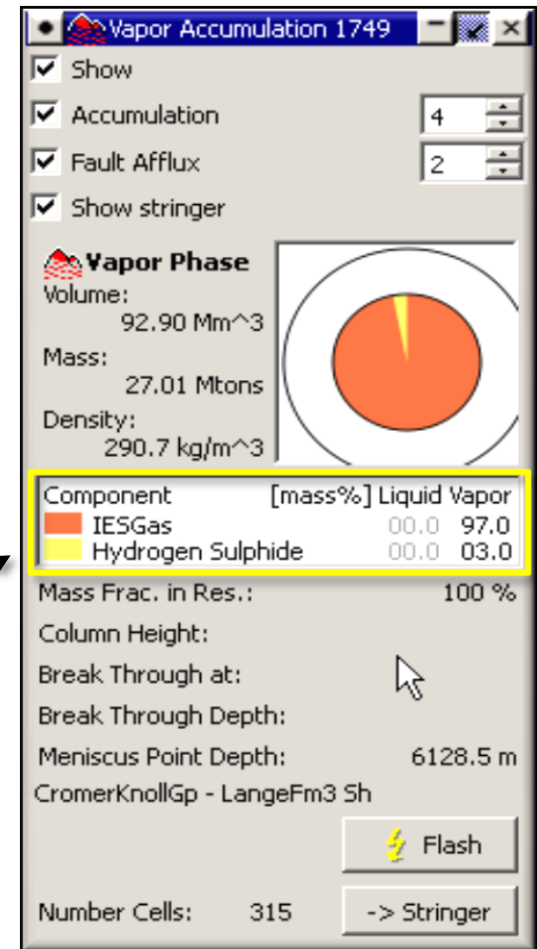 Vapor Accumulation 1749
Show
Accumulation 4
Fault Afflux 2
Show stringer
Vapor Phase
Volume:
92.90 Mm^3
Mass:
27.01 Mtons
Density:
290.7 kg/m^3
Component [mass%] Liquid Vapor
IESGas 00.0 97.0
Hydrogen Sulphide 00.0 03.0
Mass Frac. in Res.: 100 %
Column Height:
Break Through at:
Break Through Depth:
Meniscus Point Depth: 6128.5 m
CromerKnollGp - LangeFm3 Sh
Flash
Number Cells: 315 -> Stringer